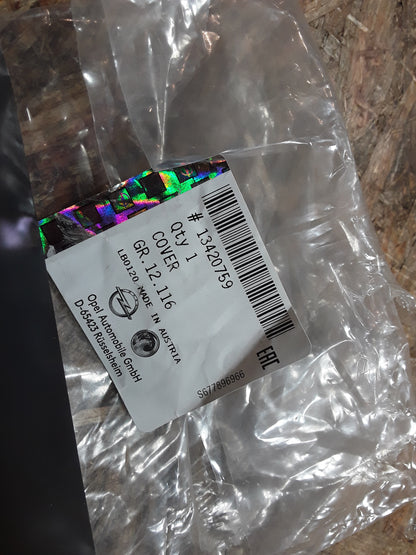 # 13420759
Qty 1
COVER
GR. 12.116
LB0120 MADE IN AUSTRIA
Opel Automobile GmbH
D-65423 Rüsselsheim
EAC
S677896966